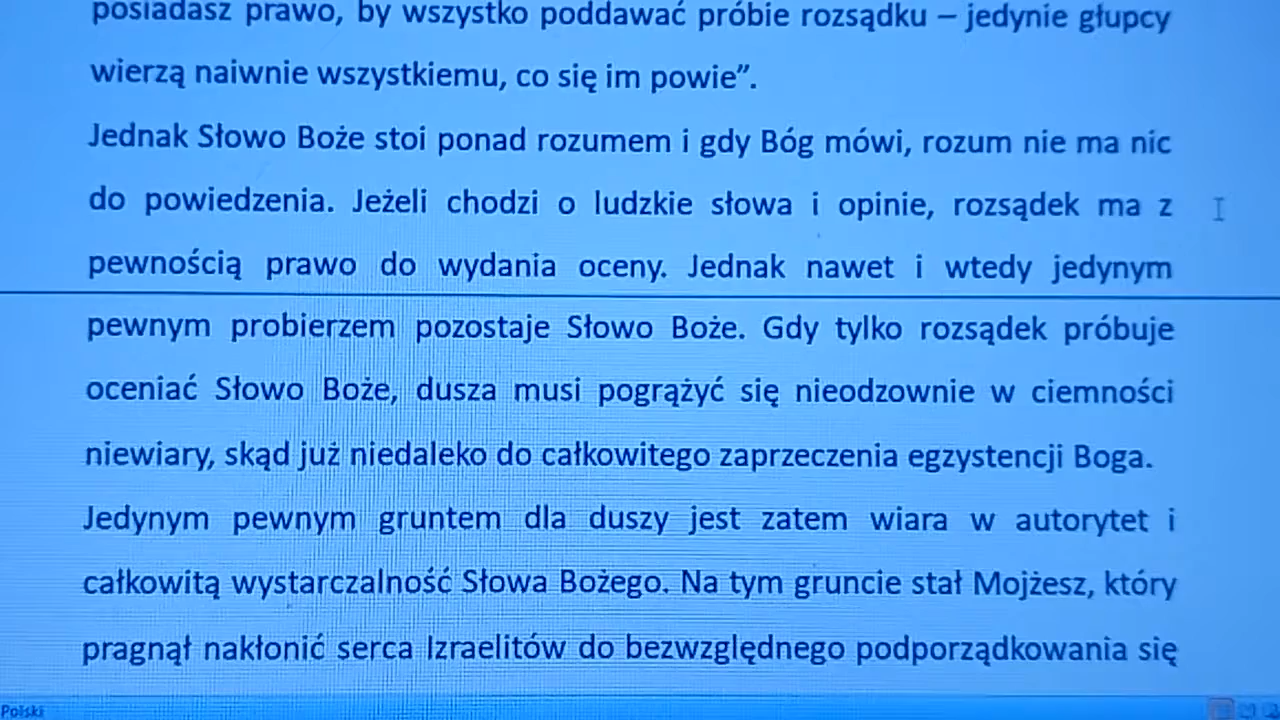 posiadasz prawo, by wszystko poddawać próbie rozsądku – jedynie głupcy
wierzą naiwnie wszystkiemu, co się im powie”.
Jednak Słowo Boże stoi ponad rozumem i gdy Bóg mówi, rozum nie ma nic
do powiedzenia. Jeżeli chodzi o ludzkie słowa i opinie, rozsądek ma z
pewnością prawo do wydania oceny. Jednak nawet i wtedy jedynym
pewnym probierzem pozostaje Słowo Boże. Gdy tylko rozsądek próbuje
oceniać Słowo Boże, dusza musi pogrążyć się nieodzownie w ciemności
niewiary, skąd już niedaleko do całkowitego zaprzeczenia egzystencji Boga.
Jedynym pewnym gruntem dla duszy jest zatem wiara w autorytet i
całkowitą wystarczalność Słowa Bożego. Na tym gruncie stał Mojżesz, który
pragnął nakłonić serca Izraelitów do bezwzględnego podporządkowania się
Polski